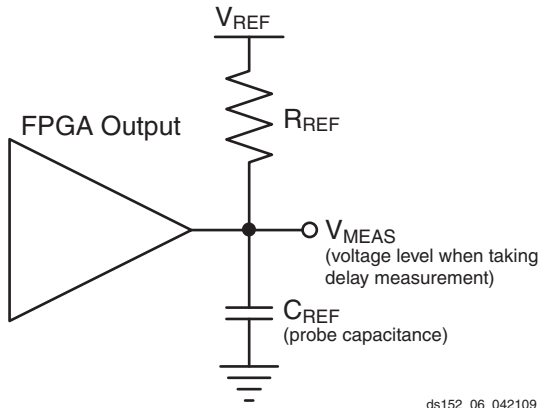 VREF
FPGA Output
RREF
VMEAS
(voltage level when taking
delay measurement)
CREF
(probe capacitance)
ds152_06_042109